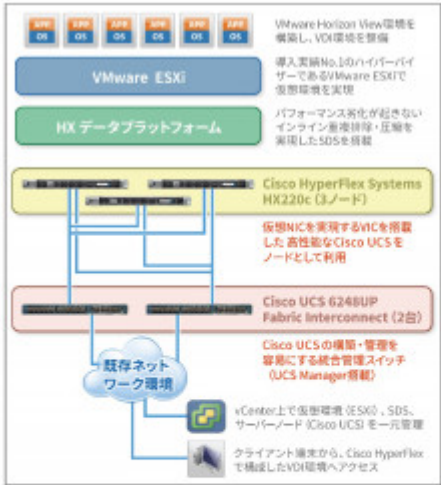 APP APP APP APP APP APP
OS OS OS OS OS OS
VMware Horizon View環境を
構築し、VDI環境を整備
VMware ESXi
導入実績No.1のハイパーバイ
ザーであるVMware ESXiで
仮想環境を実現
HX データプラットフォーム
パフォーマンス劣化が起きない
インライン重複排除・圧縮を
実現したSDSを搭載
Cisco HyperFlex Systems
HX220c（3ノード）
仮想NICを実現するVICを搭載
した 高性能なCisco UCSを
ノードとして利用
Cisco UCS 6248UP
Fabric Interconnect（2台）
Cisco UCSの構築・管理を
容易にする統合管理スイッチ
（UCS Manager搭載）
既存ネット
ワーク環境
vCenter上で仮想環境（ESXi）、SDS、
サーバーノード（Cisco UCS）を一元管理
クライアント端末から、Cisco HyperFlex
で構成したVDI環境へアクセス